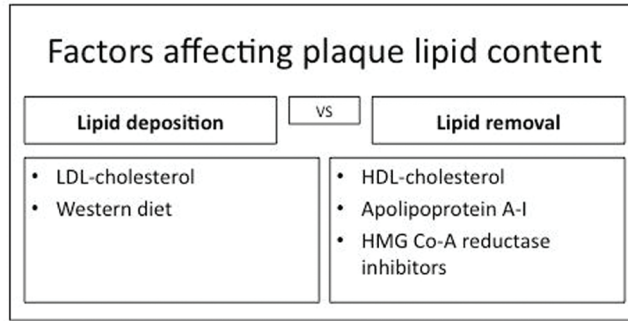 Factors affecting plaque lipid content
Lipid deposition
VS
Lipid removal
• LDL-cholesterol
• Western diet
• HDL-cholesterol
• Apolipoprotein A-I
• HMG Co-A reductase
inhibitors